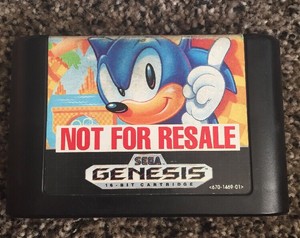 NOT FOR RESALE
SEGA
GENESIS
16-BIT CARTRIDGE
<670-1469-01>